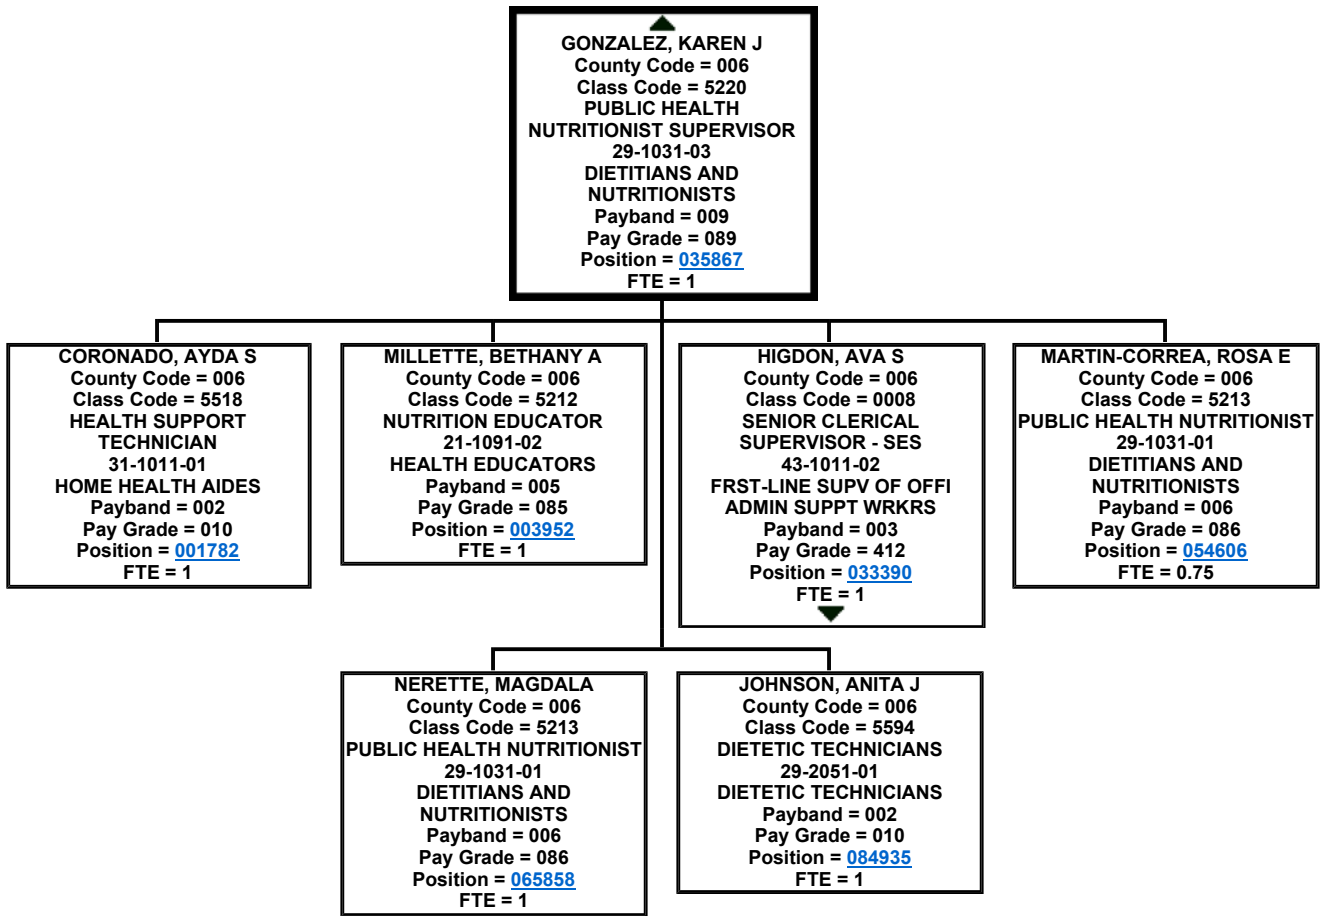 GONZALEZ, KAREN J
County Code = 006
Class Code = 5220
PUBLIC HEALTH
NUTRITIONIST SUPERVISOR
29-1031-03
DIETITIANS AND
NUTRITIONISTS
Payband = 009
Pay Grade = 089
Position = 035867
FTE = 1
CORONADO, AYDA S
County Code = 006
Class Code = 5518
HEALTH SUPPORT
TECHNICIAN
31-1011-01
HOME HEALTH AIDES
Payband = 002
Pay Grade = 010
Position = 001782
FTE = 1
MILLETTE, BETHANY A
County Code = 006
Class Code = 5212
NUTRITION EDUCATOR
21-1091-02
HEALTH EDUCATORS
Payband = 005
Pay Grade = 085
Position = 003952
FTE = 1
HIGDON, AVA S
County Code = 006
Class Code = 0008
SENIOR CLERICAL
SUPERVISOR - SES
43-1011-02
FRST-LINE SUPV OF OFFI
ADMIN SUPPT WRKRS
Payband = 003
Pay Grade = 412
Position = 033390
FTE = 1
MARTIN-CORREA, ROSA E
County Code = 006
Class Code = 5213
PUBLIC HEALTH NUTRITIONIST
29-1031-01
DIETITIANS AND
NUTRITIONISTS
Payband = 006
Pay Grade = 086
Position = 054606
FTE = 0.75
NERETTE, MAGDALA
County Code = 006
Class Code = 5213
PUBLIC HEALTH NUTRITIONIST
29-1031-01
DIETITIANS AND
NUTRITIONISTS
Payband = 006
Pay Grade = 086
Position = 065858
FTE = 1
JOHNSON, ANITA J
County Code = 006
Class Code = 5594
DIETETIC TECHNICIANS
29-2051-01
DIETETIC TECHNICIANS
Payband = 002
Pay Grade = 010
Position = 084935
FTE = 1